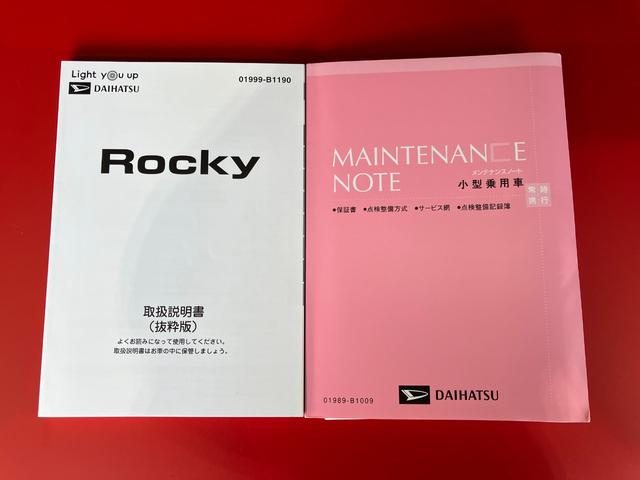 Light you up
DAIHATSU
01999-B1190
Rocky
取扱説明書
（抜粋版）
よくお読みになって使用してください。
取扱説明書はお車の中に保管しましょう。
MAINTENANCE
NOTE
メンテナンスノート
小型乗用車
常時
携行
●保証書 ●点検整備方式 ●サービス網 ●点検整備記録簿
01989-B1009
DAIHATSU